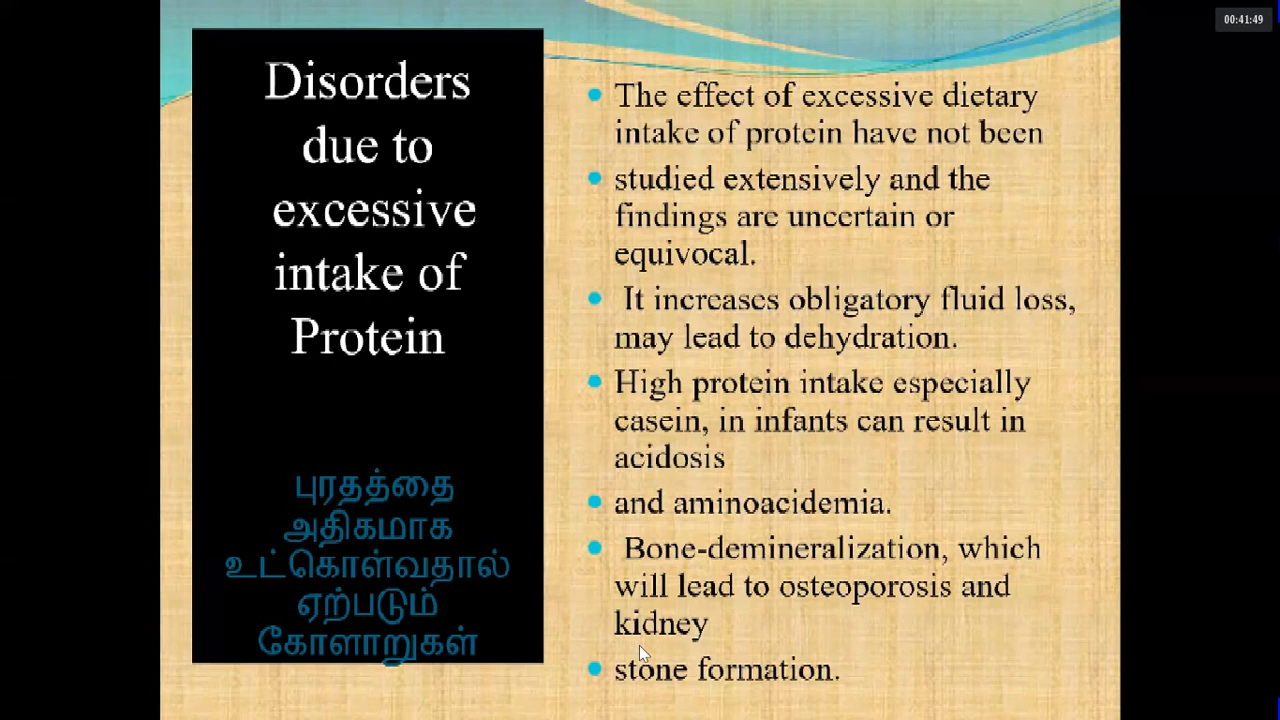 00:41:49
Disorders
due to
excessive
intake of
Protein
புரதத்தை
அதிகமாக
உட்கொள்வதால்
ஏற்படும்
கோளாறுகள்
• The effect of excessive dietary
intake of protein have not been
• studied extensively and the
findings are uncertain or
equivocal.
• It increases obligatory fluid loss,
may lead to dehydration.
• High protein intake especially
casein, in infants can result in
acidosis
• and aminoacidemia.
• Bone-demineralization, which
will lead to osteoporosis and
kidney
• stone formation.